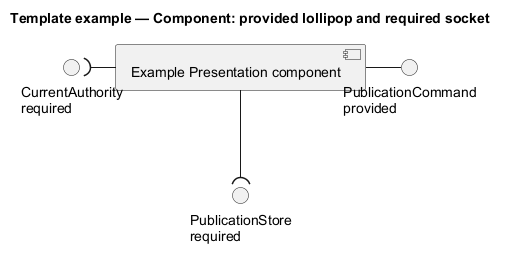 Template example — Component: provided lollipop and required socket
Example Presentation component
CurrentAuthority
required
PublicationCommand
provided
PublicationStore
required